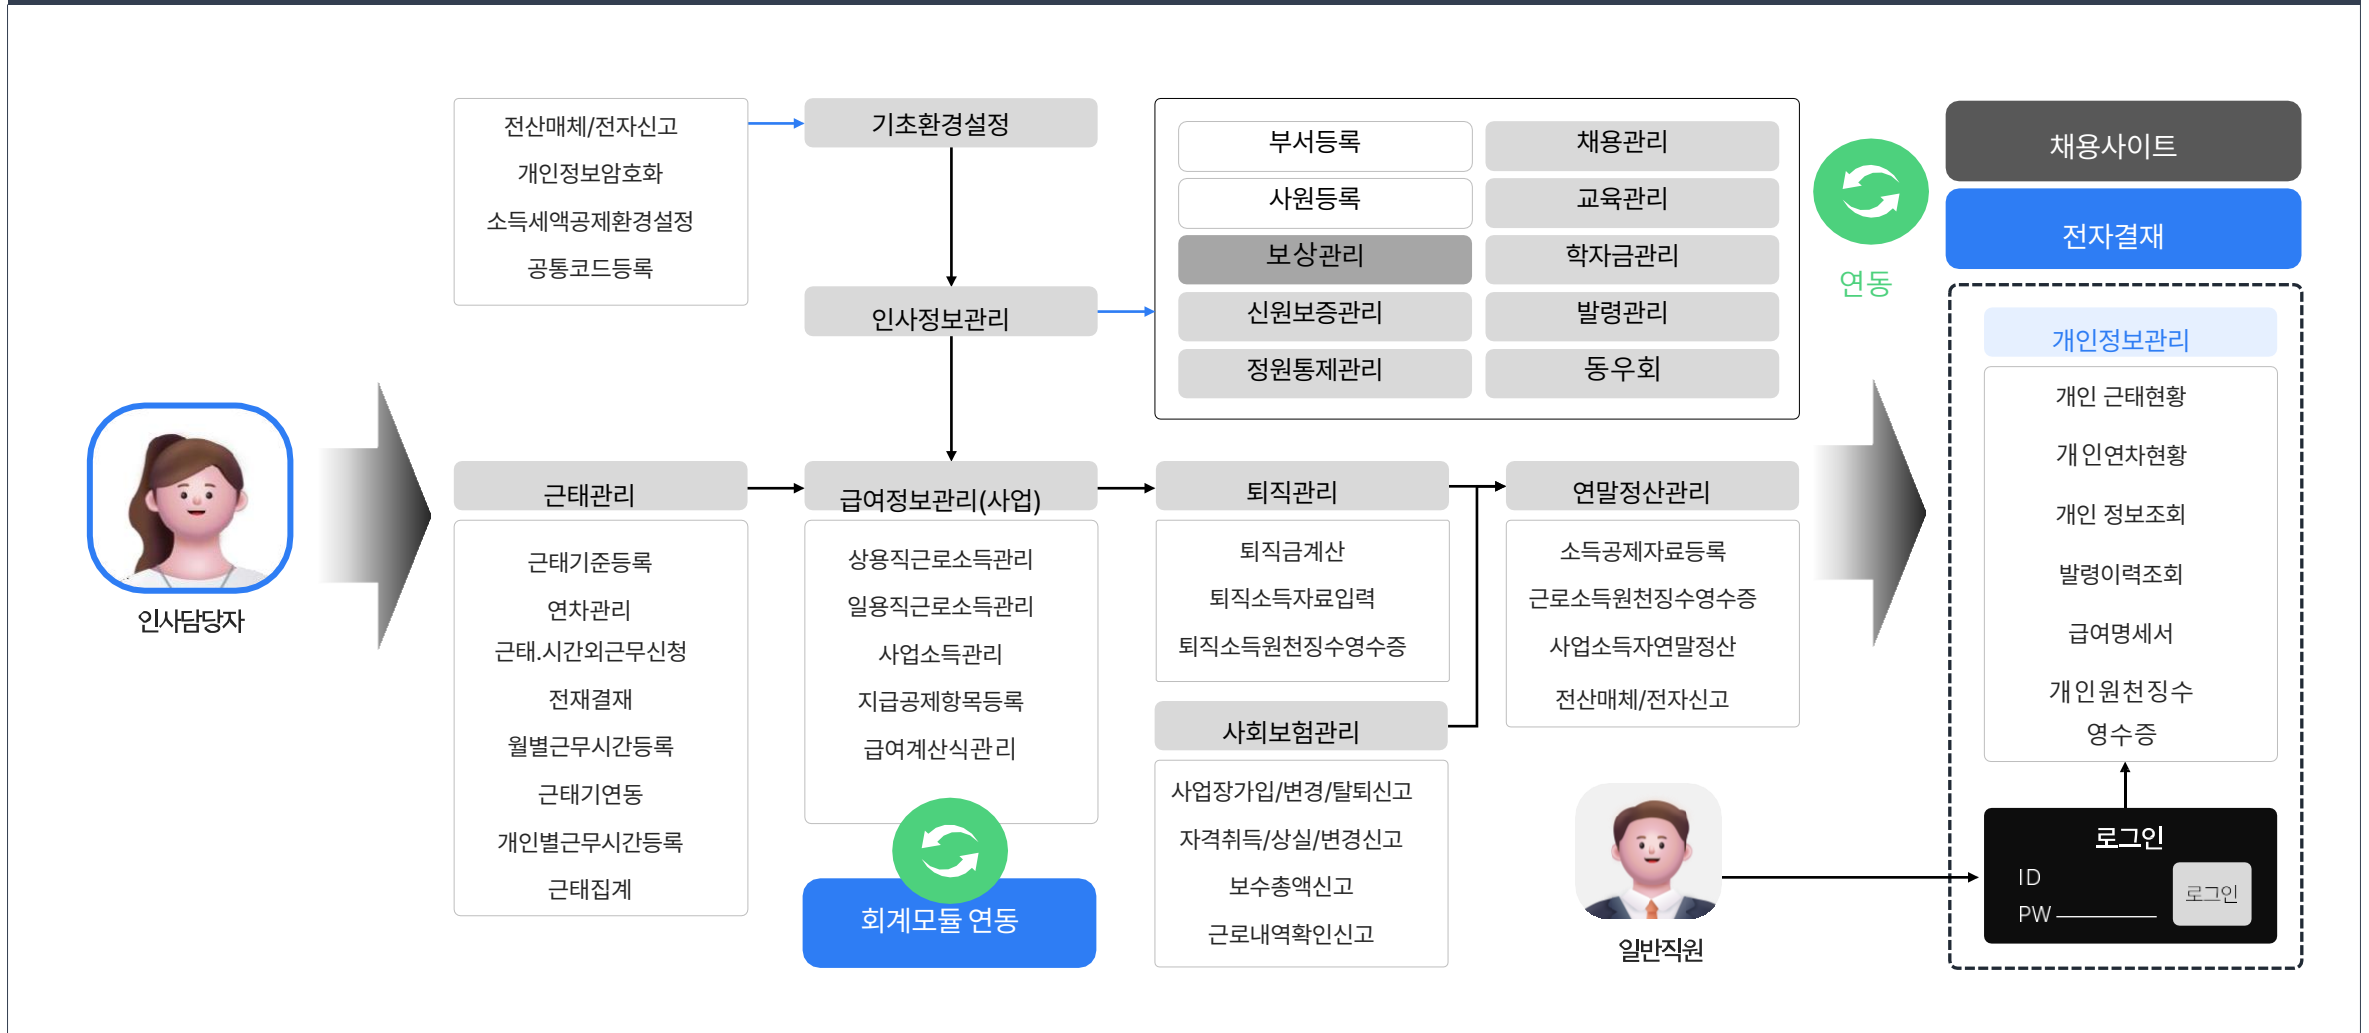 전산매체/전자신고
개인정보암호화
소득세액공제환경설정
공통코드등록
기초환경설정
인사정보관리
부서등록
채용관리
사원등록
교육관리
보상관리
학자금관리
신원보증관리
발령관리
정원통제관리
동우회
연동
채용사이트
전자결재
인사담당자
근태관리
근태기준등록
연차관리
근태.시간외근무신청
전재결재
월별근무시간등록
근태기연동
개인별근무시간등록
근태집계
급여정보관리(사업)
상용직근로소득관리
일용직근로소득관리
사업소득관리
지급공제항목등록
급여계산식관리
회계모듈 연동
퇴직관리
퇴직금계산
퇴직소득자료입력
퇴직소득원천징수영수증
사회보험관리
사업장가입/변경/탈퇴신고
자격취득/상실/변경신고
보수총액신고
근로내역확인신고
연말정산관리
소득공제자료등록
근로소득원천징수영수증
사업소득자연말정산
전산매체/전자신고
일반직원
개인정보관리
개인 근태현황
개인연차현황
개인 정보조회
발령이력조회
급여명세서
개인원천징수
영수증
로그인
ID
PW
로그인